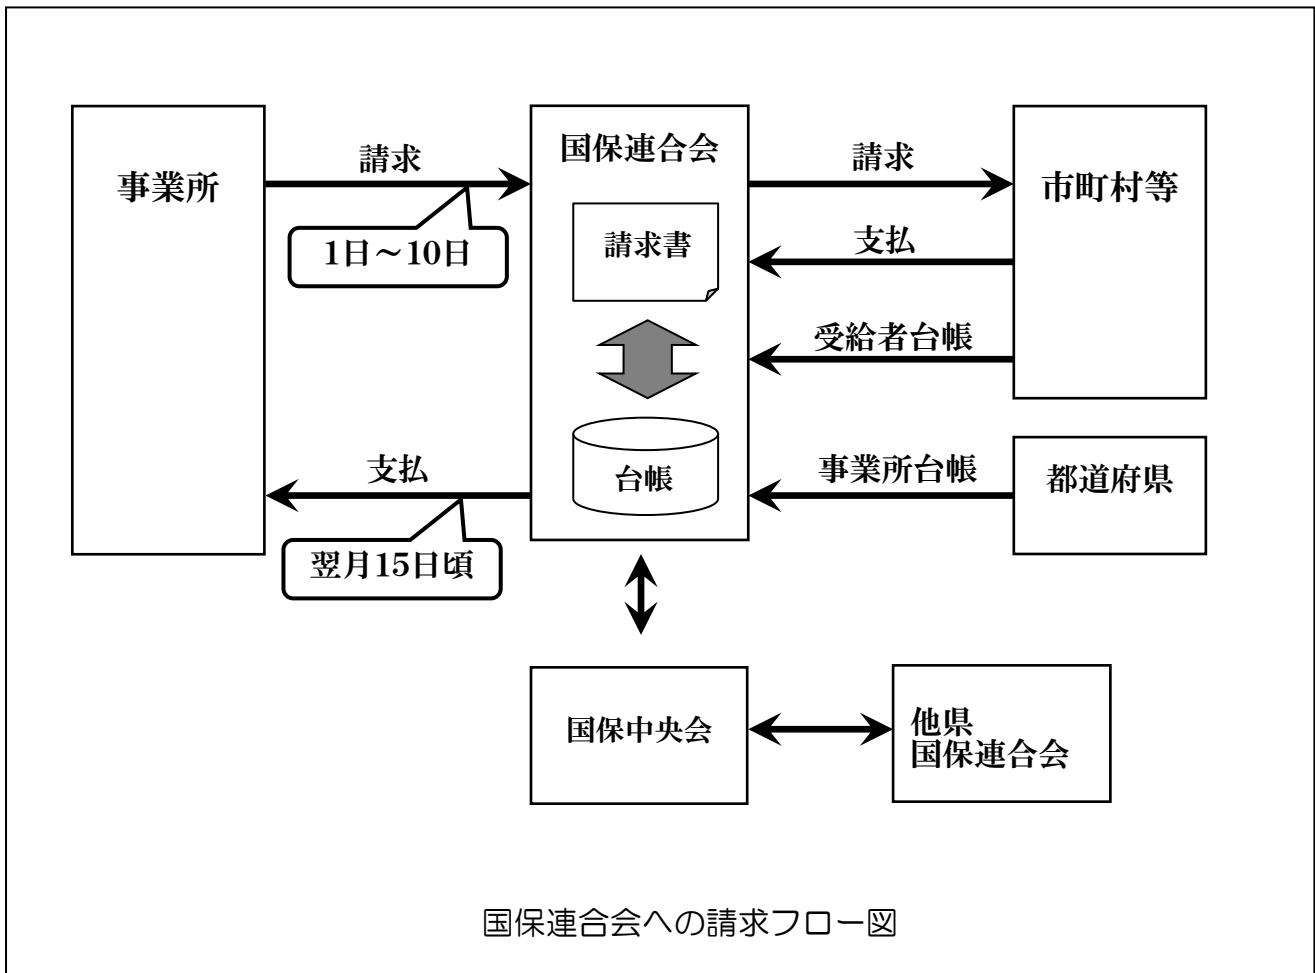 事業所
請求
1日～10日
国保連合会
請求書
台帳
請求
支払
受給者台帳
市町村等
支払
翌月15日頃
事業所台帳
都道府県
国保中央会
他県
国保連合会
国保連合会への請求フロー図